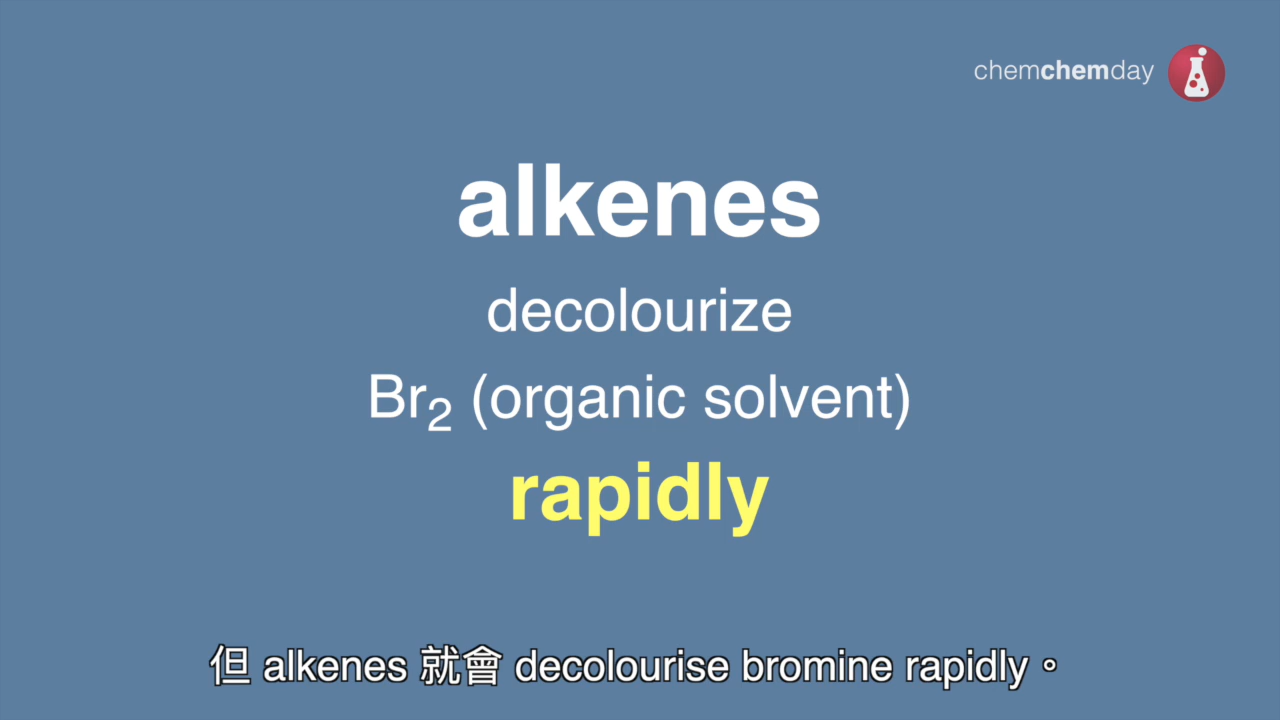 chemchemday
alkenes
decolourize
Br₂ (organic solvent)
rapidly
但 alkenes 就會 decolourise bromine rapidly。